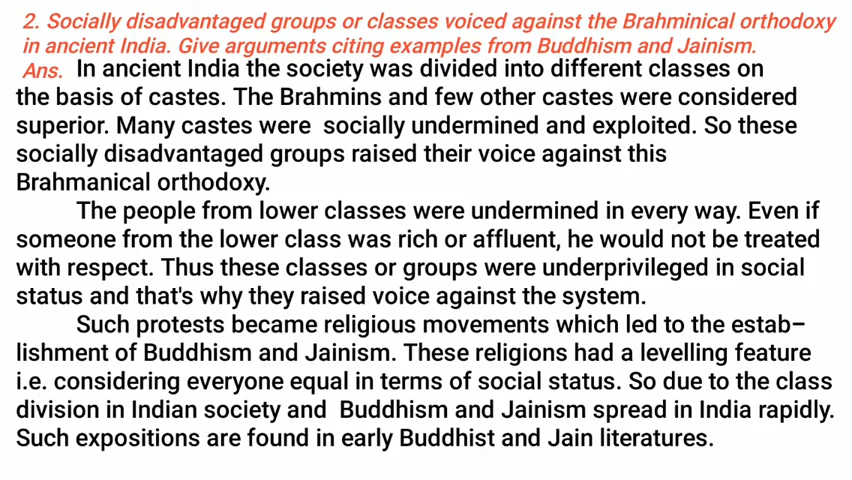 2. Socially disadvantaged groups or classes voiced against the Brahminical orthodoxy
in ancient India. Give arguments citing examples from Buddhism and Jainism.
Ans. In ancient India the society was divided into different classes on
the basis of castes. The Brahmins and few other castes were considered
superior. Many castes were socially undermined and exploited. So these
socially disadvantaged groups raised their voice against this
Brahmanical orthodoxy.
The people from lower classes were undermined in every way. Even if
someone from the lower class was rich or affluent, he would not be treated
with respect. Thus these classes or groups were underprivileged in social
status and that's why they raised voice against the system.
Such protests became religious movements which led to the estab–
lishment of Buddhism and Jainism. These religions had a levelling feature
i.e. considering everyone equal in terms of social status. So due to the class
division in Indian society and Buddhism and Jainism spread in India rapidly.
Such expositions are found in early Buddhist and Jain literatures.